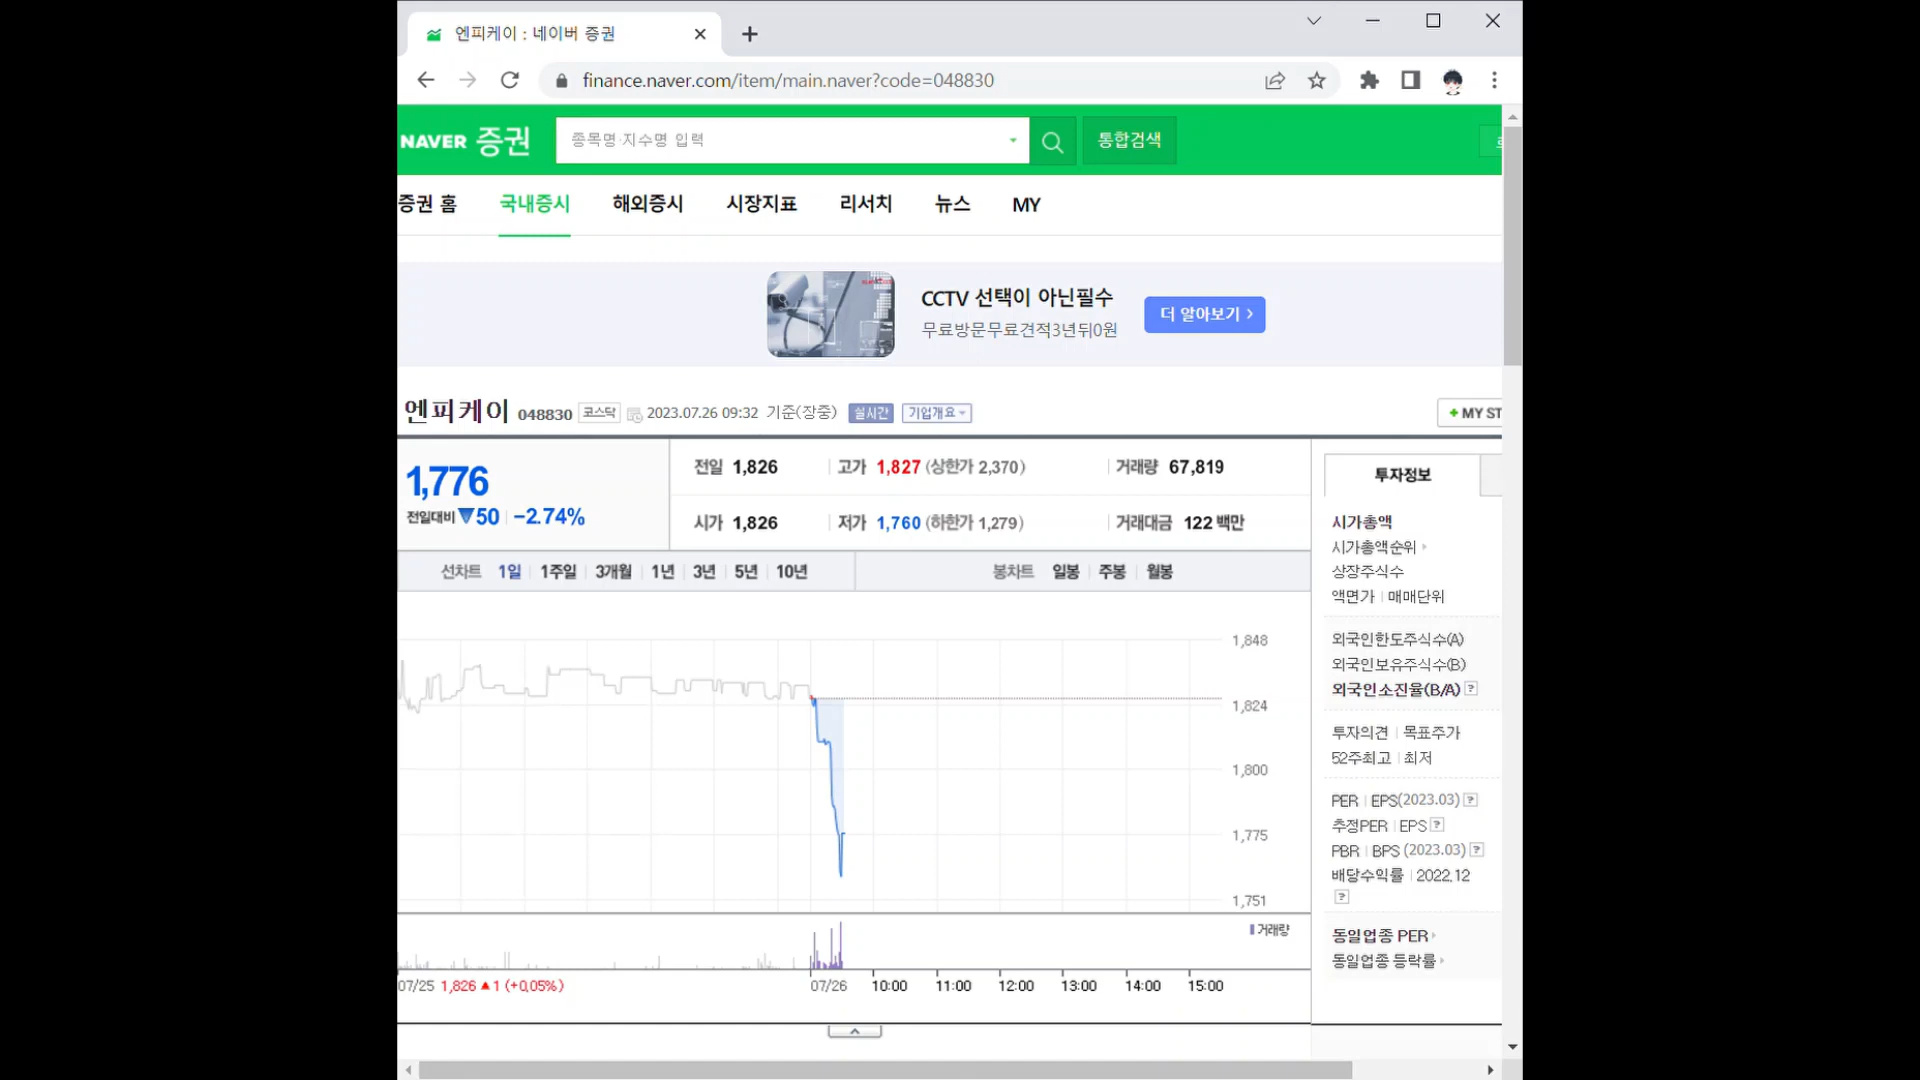 엔피케이 : 네이버 증권
finance.naver.com/item/main.naver?code=048830
NAVER 증권
종목명·지수명 입력
통합검색
증권 홈 국내증시 해외증시 시장지표 리서치 뉴스 MY
CCTV 선택이 아닌필수
무료방문무료견적3년뒤0원
더 알아보기 >
엔피케이 048830 코스닥 2023.07.26 09:32 기준(장중) 실시간 기업개요
+ MY ST
1,776
전일대비 ▼50 -2.74%
전일 1,826 고가 1,827 (상한가 2,370) 거래량 67,819
시가 1,826 저가 1,760 (하한가 1,279) 거래대금 122 백만
선차트 1일 1주일 3개월 1년 3년 5년 10년 봉차트 일봉 주봉 월봉
1,848
1,824
1,800
1,775
1,751
거래량
07/25 1,826 ▲1 (+0.05%) 07/26 10:00 11:00 12:00 13:00 14:00 15:00
투자정보
시가총액
시가총액순위
상장주식수
액면가 | 매매단위
외국인한도주식수(A)
외국인보유주식수(B)
외국인소진율(B/A) ?
투자의견 | 목표주가
52주최고 | 최저
PER | EPS(2023.03) ?
추정PER | EPS ?
PBR | BPS (2023.03) ?
배당수익률 | 2022.12
?
동일업종 PER
동일업종 등락률